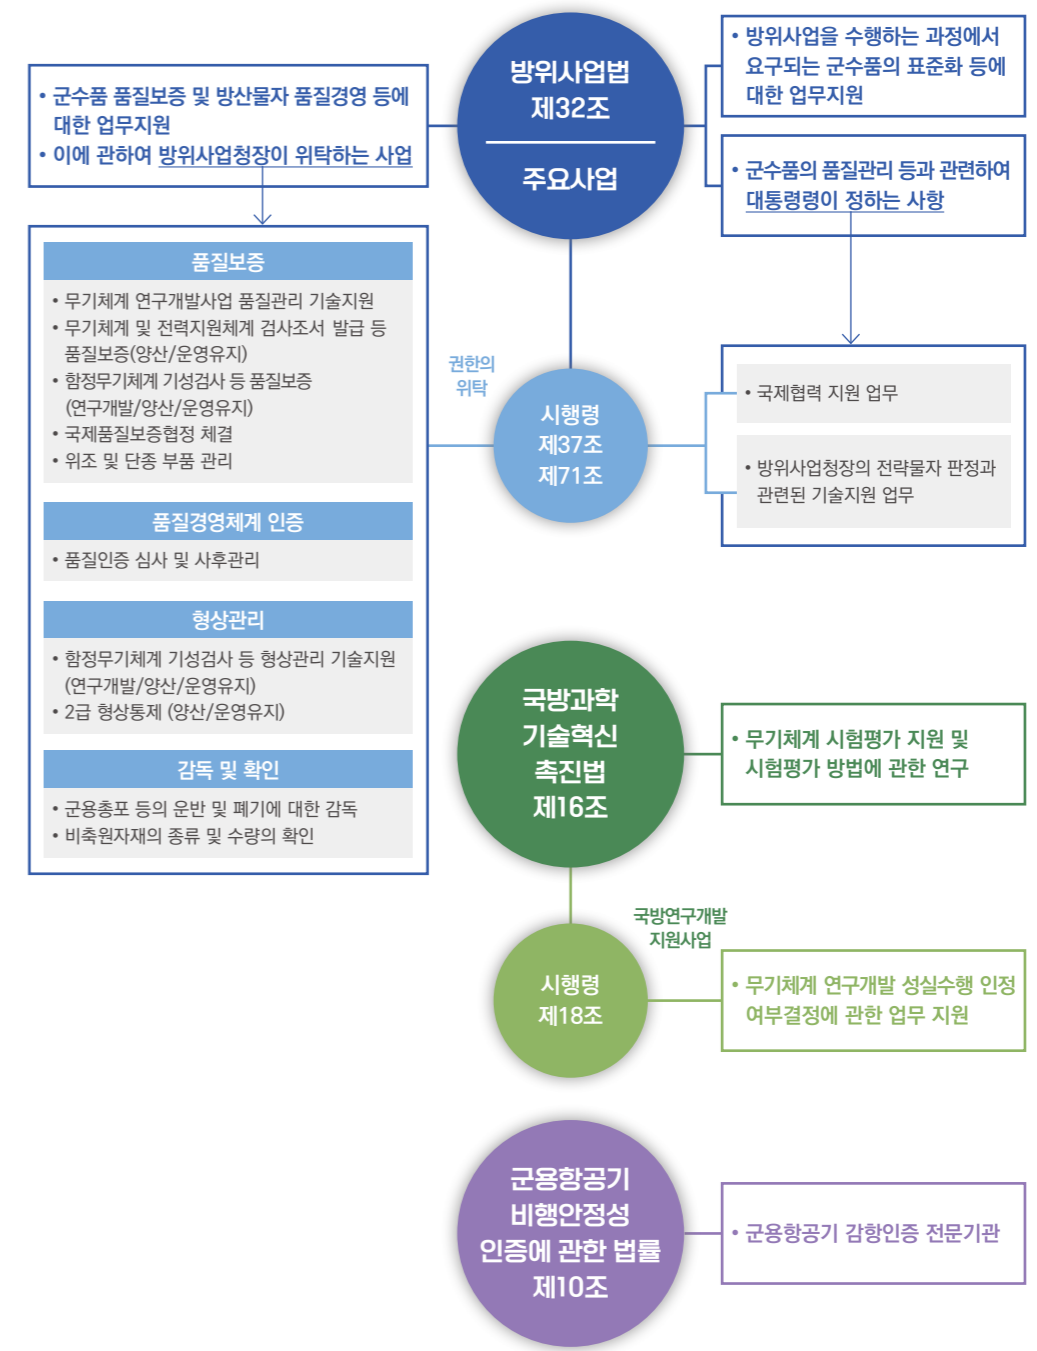 방위사업법
제32조
주요사업
• 군수품 품질보증 및 방산물자 품질경영 등에
대한 업무지원
• 이에 관하여 방위사업청장이 위탁하는 사업
• 방위사업을 수행하는 과정에서
요구되는 군수품의 표준화 등에
대한 업무지원
• 군수품의 품질관리 등과 관련하여
대통령령이 정하는 사항
품질보증
• 무기체계 연구개발사업 품질관리 기술지원
• 무기체계 및 전력지원체계 검사조서 발급 등
품질보증(양산/운영유지)
• 함정무기체계 기성검사 등 품질보증
(연구개발/양산/운영유지)
• 국제품질보증협정 체결
• 위조 및 단종 부품 관리
품질경영체계 인증
• 품질인증 심사 및 사후관리
형상관리
• 함정무기체계 기성검사 등 형상관리 기술지원
(연구개발/양산/운영유지)
• 2급 형상통제 (양산/운영유지)
감독 및 확인
• 군용총포 등의 운반 및 폐기에 대한 감독
• 비축원자재의 종류 및 수량의 확인
권한의
위탁
시행령
제37조
제71조
• 국제협력 지원 업무
• 방위사업청장의 전략물자 판정과
관련된 기술지원 업무
국방과학
기술혁신
촉진법
제16조
• 무기체계 시험평가 지원 및
시험평가 방법에 관한 연구
국방연구개발
지원사업
시행령
제18조
• 무기체계 연구개발 성실수행 인정
여부결정에 관한 업무 지원
군용항공기
비행안정성
인증에 관한 법률
제10조
• 군용항공기 감항인증 전문기관